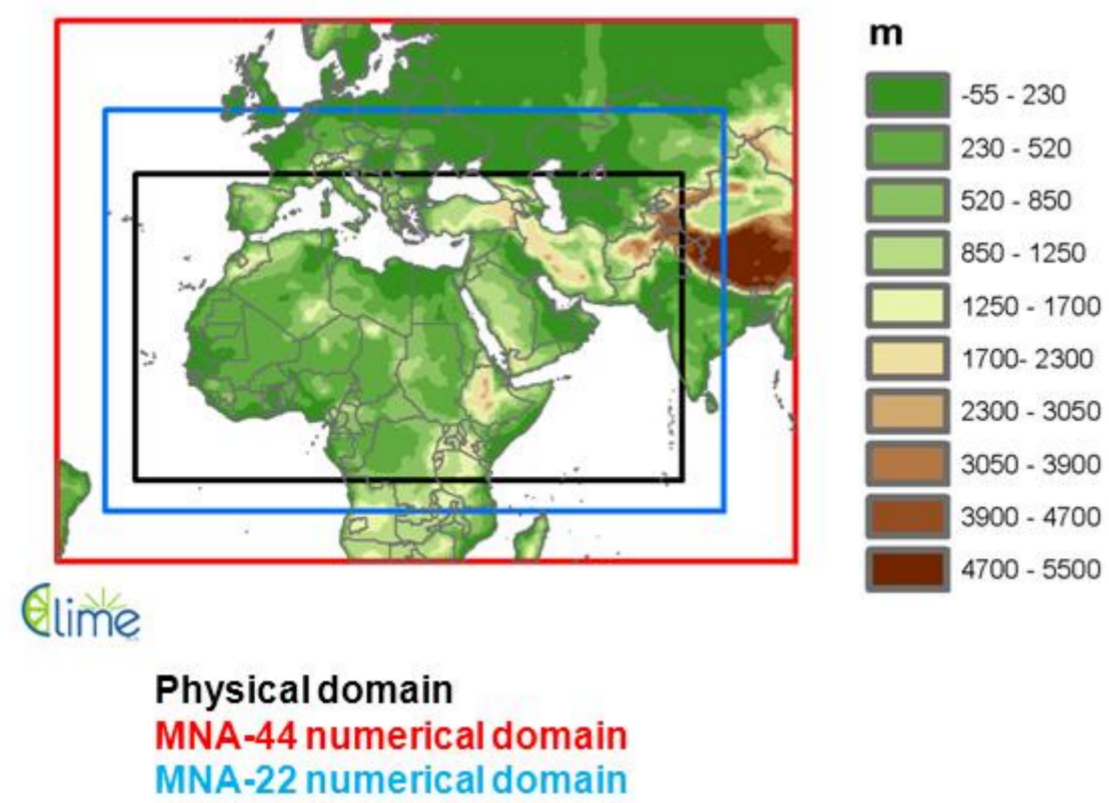 m
-55 - 230
230 - 520
520 - 850
850 - 1250
1250 - 1700
1700- 2300
2300 - 3050
3050 - 3900
3900 - 4700
4700 - 5500
Clime
Physical domain
MNA-44 numerical domain
MNA-22 numerical domain